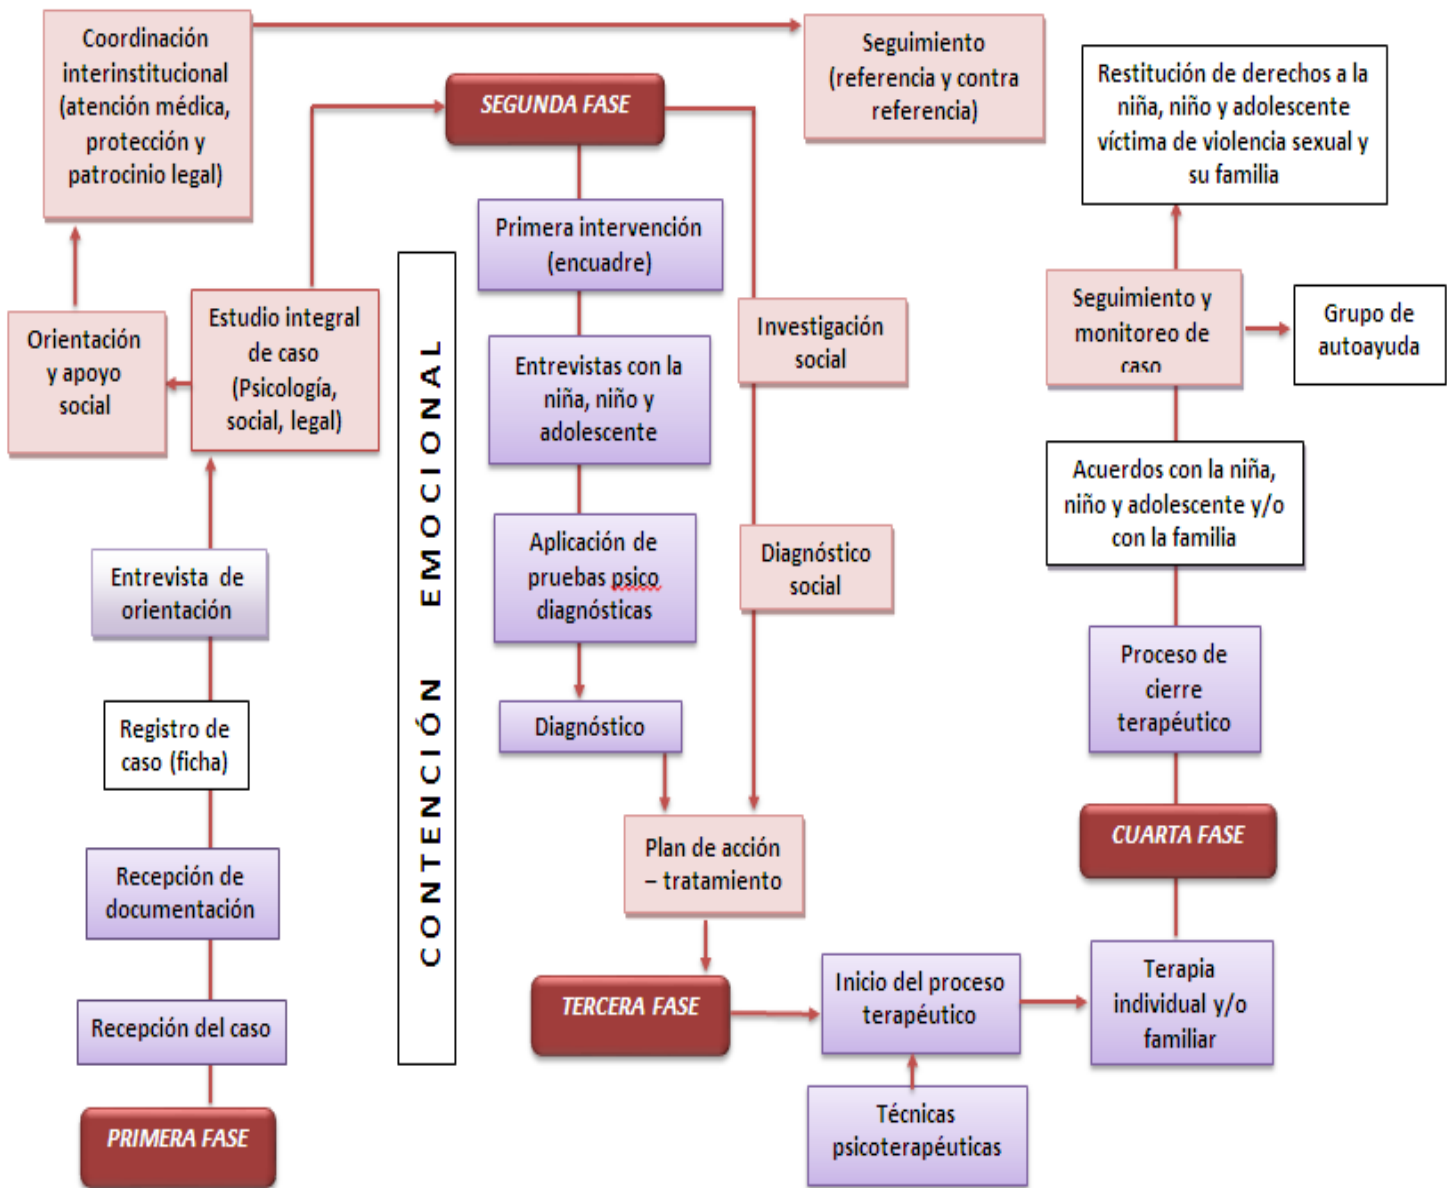 Coordinación
interinstitucional
(atención médica,
protección y
patrocinio legal)
Seguimiento
(referencia y contra
referencia)
Restitución de derechos a la
niña, niño y adolescente
víctima de violencia sexual y
su familia
SEGUNDA FASE
Primera intervención
(encuadre)
Orientación
y apoyo
social
Estudio integral
de caso
(Psicología,
social, legal)
CONTENCIÓN EMOCIONAL
Entrevistas con la
niña, niño y
adolescente
Investigación
social
Seguimiento y
monitoreo de
caso
Grupo de
autoayuda
Acuerdos con la niña,
niño y adolescente y/o
con la familia
Entrevista de
orientación
Aplicación de
pruebas psico
diagnósticas
Diagnóstico
social
Proceso de
cierre
terapéutico
Registro de
caso (ficha)
Diagnóstico
Plan de acción
– tratamiento
CUARTA FASE
Recepción de
documentación
Recepción del caso
TERCERA FASE
Inicio del proceso
terapéutico
Terapia
individual y/o
familiar
PRIMERA FASE
Técnicas
psicoterapéuticas